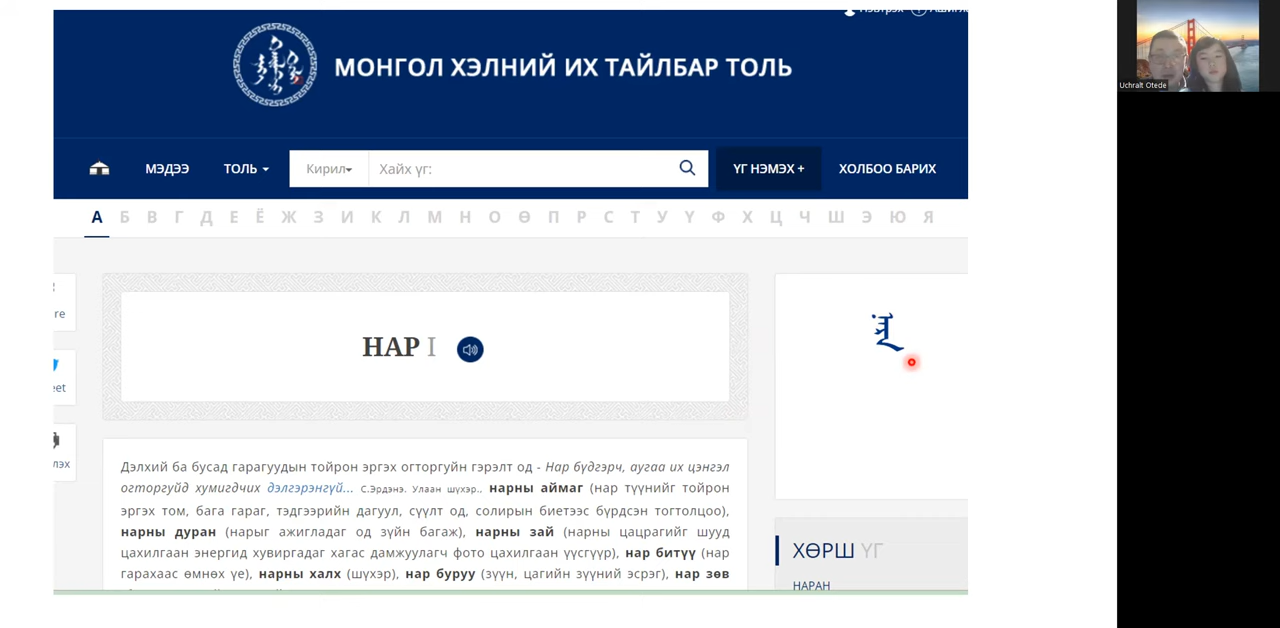 МОНГОЛ ХЭЛНИЙ ИХ ТАЙЛБАР ТОЛЬ
МЭДЭЭ ТОЛЬ Кирил Хайх үг: ҮГ НЭМЭХ + ХОЛБОО БАРИХ
А Б В Г Д Е Ё Ж З И К Л М Н О Ө П Р С Т У Ү Ф Х Ц Ч Ш Э Ю Я
НАР I
Дэлхий ба бусад гарагуудын тойрон эргэх огторгуйн гэрэлт од - Нар бүдгэрч, аугаа их цэнгэл
огторгуйд хумигдчих дэлгэрэнгүй... С.Эрдэнэ. Улаан шүхэр., нарны аймаг (нар түүнийг тойрон
эргэх том, бага гараг, тэдгээрийн дагуул, сүүлт од, солирын биетээс бүрдсэн тогтолцоо),
нарны дуран (нарыг ажигладаг од зүйн багаж), нарны зай (нарны цацрагийг шууд
цахилгаан энергид хувиргадаг хагас дамжуулагч фото цахилгаан үүсгүүр), нар битүү (нар
гарахаас өмнөх үе), нарны халх (шүхэр), нар буруу (зүүн, цагийн зүүний эсрэг), нар зөв
re
eet
лэх
ХӨРШ ҮГ
НАРАН
Uchralt Otede